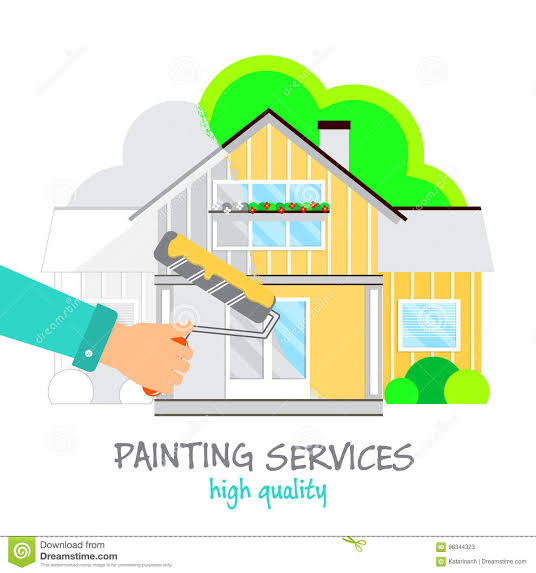 PAINTING SERVICES
high quality
Download from
Dreamstime.com
This watermarked comp image is for previewing purposes only.
96344323
Katarinanh | Dreamstime.com